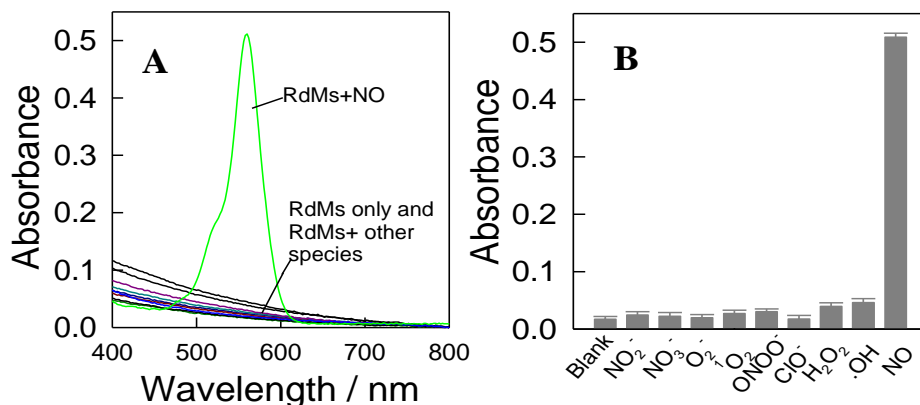 A
Absorbance
0.5
0.4
0.3
0.2
0.1
0.0
RdMs+NO
RdMs only and
RdMs+ other
species
400 500 600 700 800
Wavelength / nm
B
Absorbance
0.5
0.4
0.3
0.2
0.1
0.0
Blank
NO₂⁻
NO₃⁻
O₂⁻
¹O₂
ONOO⁻
ClO⁻
H₂O₂
.OH
NO